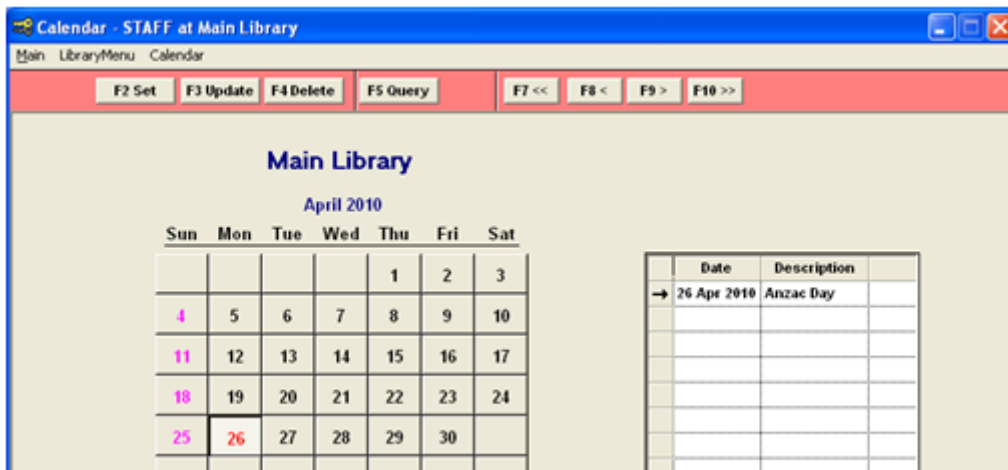 Calendar - STAFF at Main Library
Main LibraryMenu Calendar
F2 Set F3 Update F4 Delete F5 Query F7 << F8 < F9 > F10 >>
Main Library
April 2010
Sun Mon Tue Wed Thu Fri Sat
1 2 3
4 5 6 7 8 9 10
11 12 13 14 15 16 17
18 19 20 21 22 23 24
25 26 27 28 29 30
Date Description
26 Apr 2010 Anzac Day